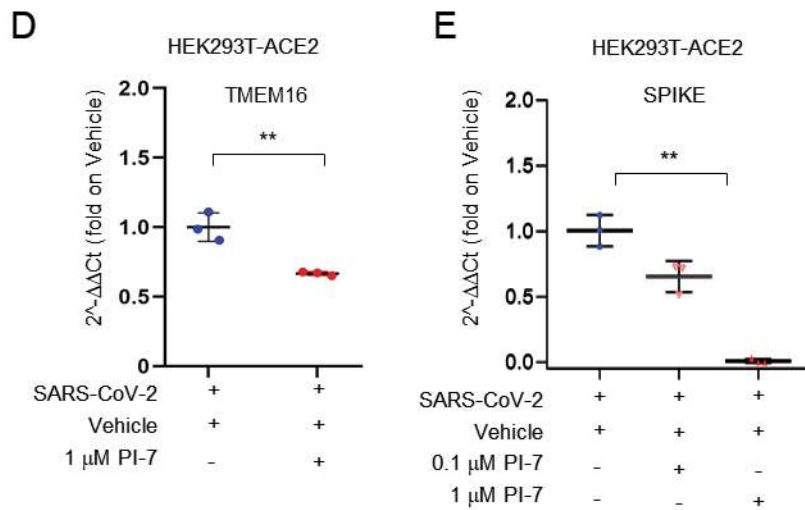 D
HEK293T-ACE2
TMEM16
2^-ΔΔCt (fold on Vehicle)
2.0
1.5
1.0
0.5
0
**
SARS-CoV-2 + +
Vehicle + +
1 μM PI-7 - +
E
HEK293T-ACE2
SPIKE
2^-ΔΔCt (fold on Vehicle)
2.0
1.5
1.0
0.5
0.0
**
SARS-CoV-2 + + +
Vehicle + + +
0.1 μM PI-7 - + -
1 μM PI-7 - - +